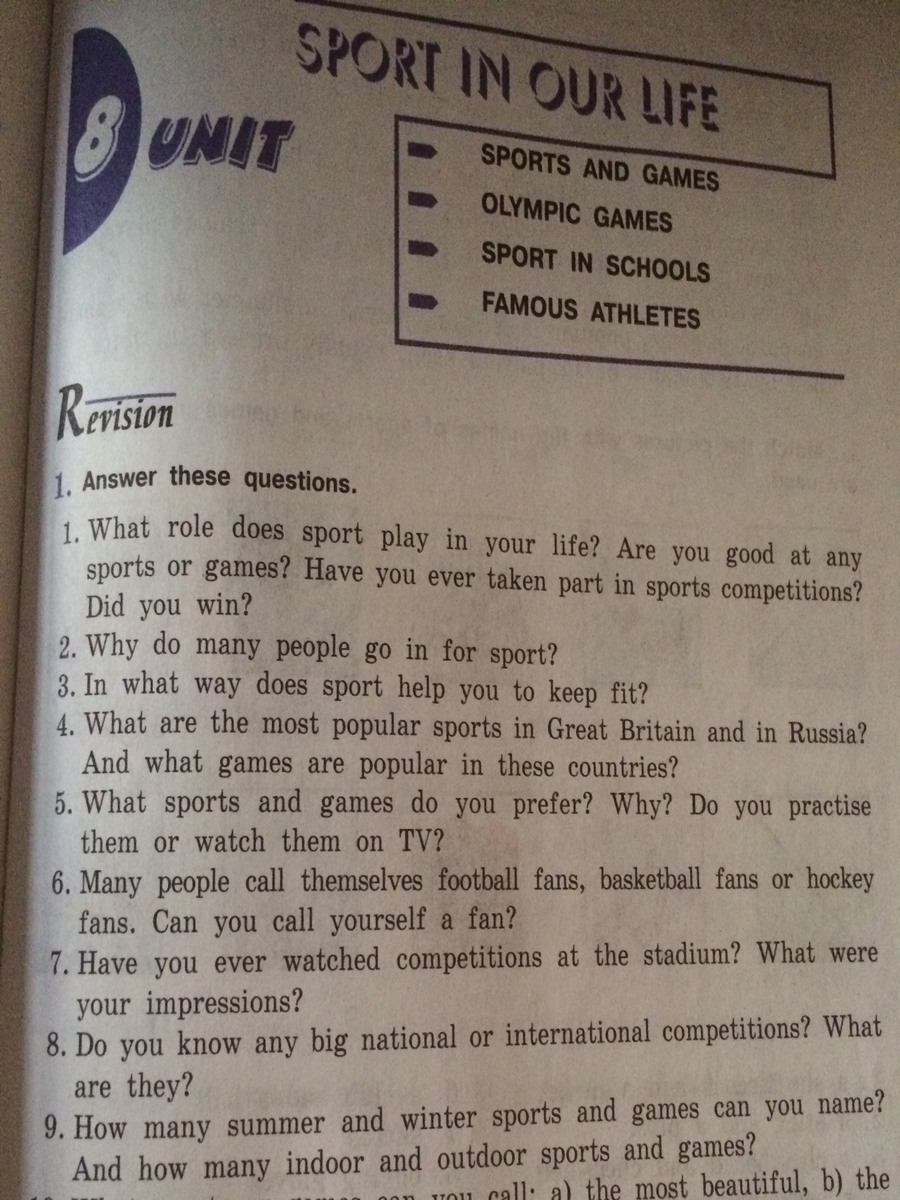 SPORT IN OUR LIFE
8 UNIT
SPORTS AND GAMES
OLYMPIC GAMES
SPORT IN SCHOOLS
FAMOUS ATHLETES
Revision
1. Answer these questions.
1. What role does sport play in your life? Are you good at any
sports or games? Have you ever taken part in sports competitions?
Did you win?
2. Why do many people go in for sport?
3. In what way does sport help you to keep fit?
4. What are the most popular sports in Great Britain and in Russia?
And what games are popular in these countries?
5. What sports and games do you prefer? Why? Do you practise
them or watch them on TV?
6. Many people call themselves football fans, basketball fans or hockey
fans. Can you call yourself a fan?
7. Have you ever watched competitions at the stadium? What were
your impressions?
8. Do you know any big national or international competitions? What
are they?
9. How many summer and winter sports and games can you name?
And how many indoor and outdoor sports and games?
can you call: a) the most beautiful, b) the